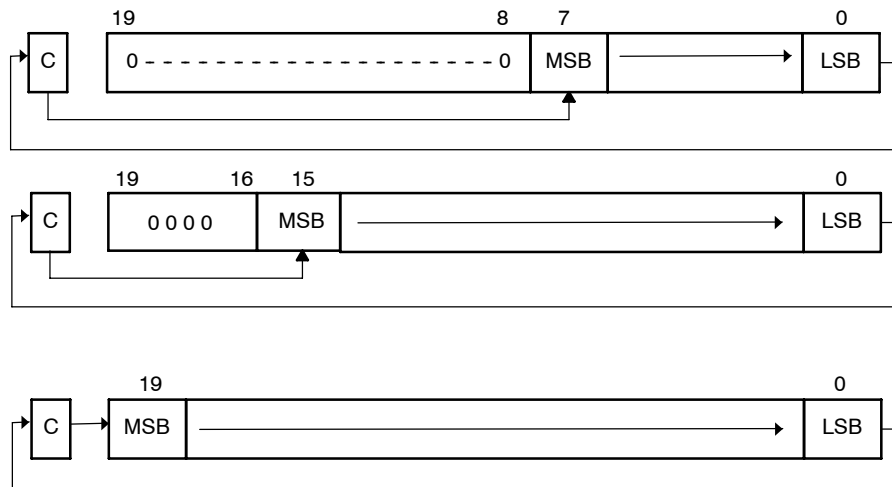 19 8 7 0
C 0 - - - - - - - - - - - - - - - - - - - - 0 MSB LSB
19 16 15 0
C 0 0 0 0 MSB LSB
19 0
C MSB LSB